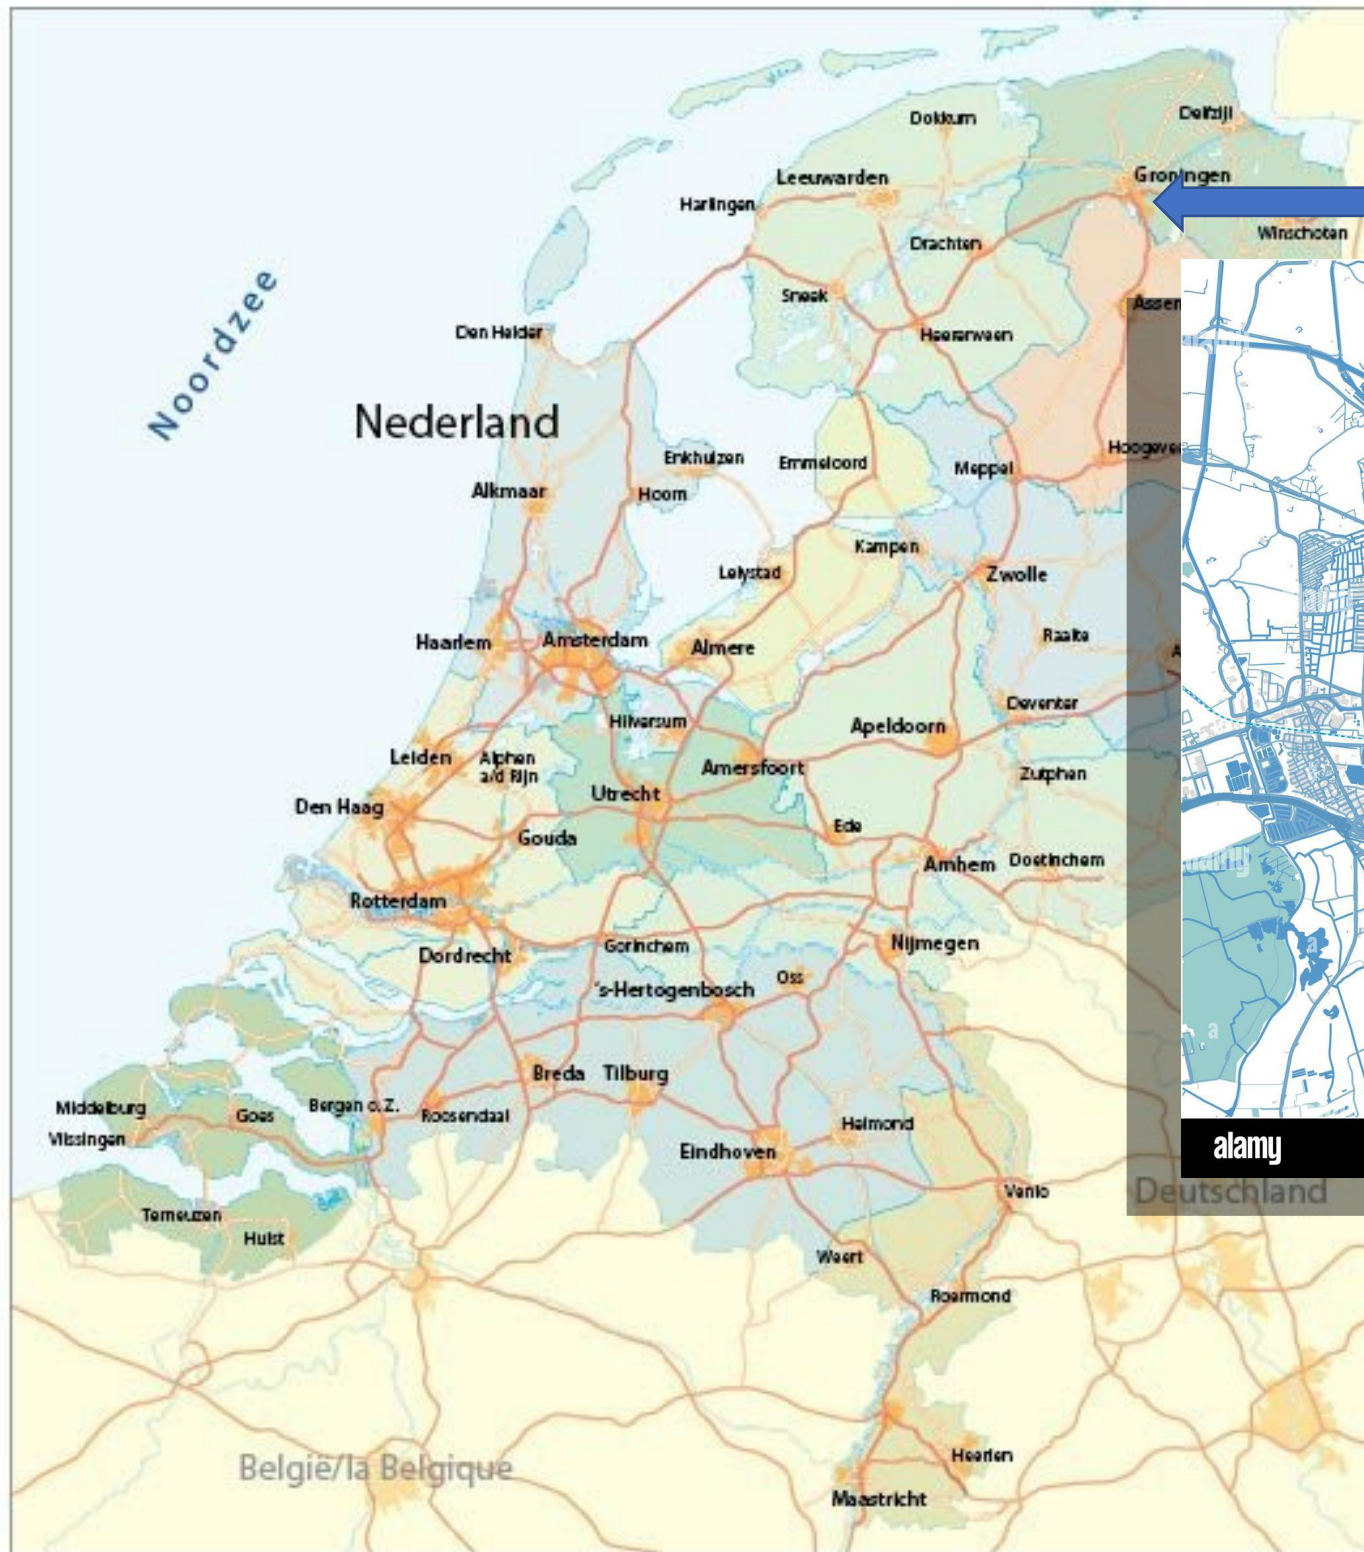 Dokkum
Delfzijl
Leeuwarden
Groningen
Harlingen
Winschoten
Drachten
Sneek
Assen
Den Helder
Heerenveen
Noordzee
Nederland
Enkhuizen
Emmeloord
Meppel
Hoogevee
Alkmaar
Hoorn
Kampen
Lelystad
Zwolle
Haarlem
Amsterdam
Almere
Raalte
A
Deventer
Hilversum
Apeldoorn
Leiden
Alphen
a/d Rijn
Amersfoort
Zutphen
Utrecht
Den Haag
Gouda
Ede
Arnhem
Doetinchem
alamy
Rotterdam
Dordrecht
Gorinchem
Nijmegen
a
's-Hertogenbosch
Oss
a
Breda
Tilburg
Middelburg
Goes
Bergen o.Z.
Roosendaal
Helmond
Vlissingen
Eindhoven
alamy
Venlo
Deutschland
Terneuzen
Hulst
Weert
Roermond
België/la Belgique
Heerlen
Maastricht